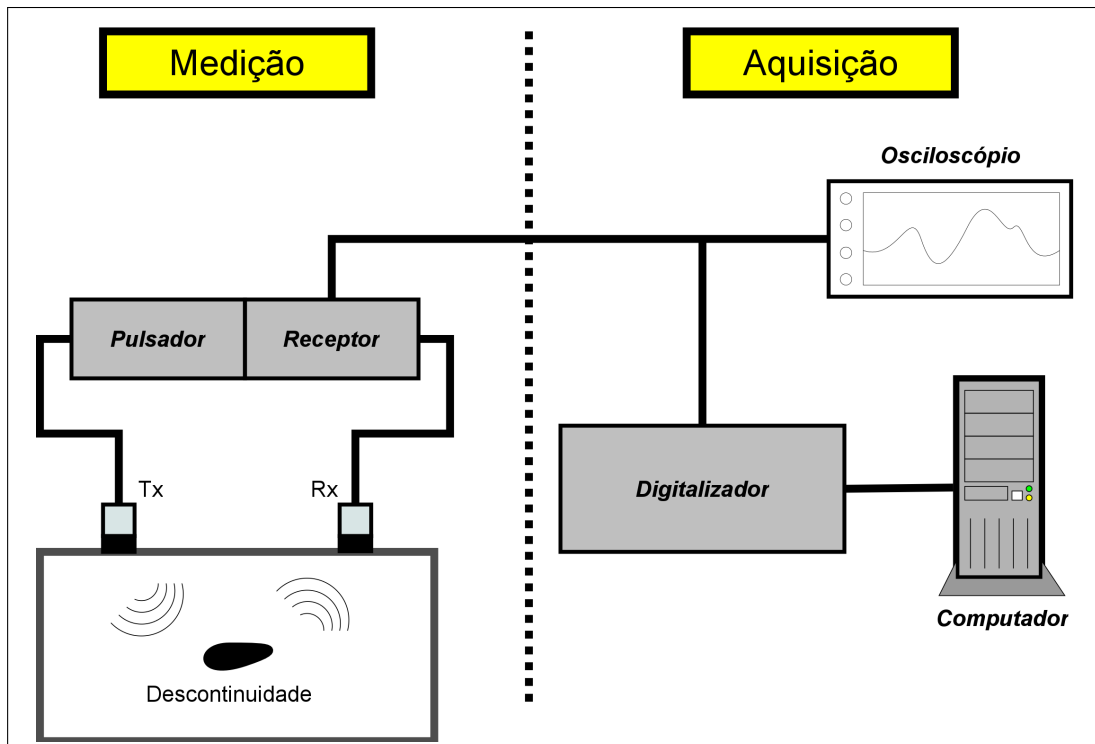 Medição
Aquisição
Osciloscópio
Pulsador
Receptor
Tx
Rx
Digitalizador
Computador
Descontinuidade